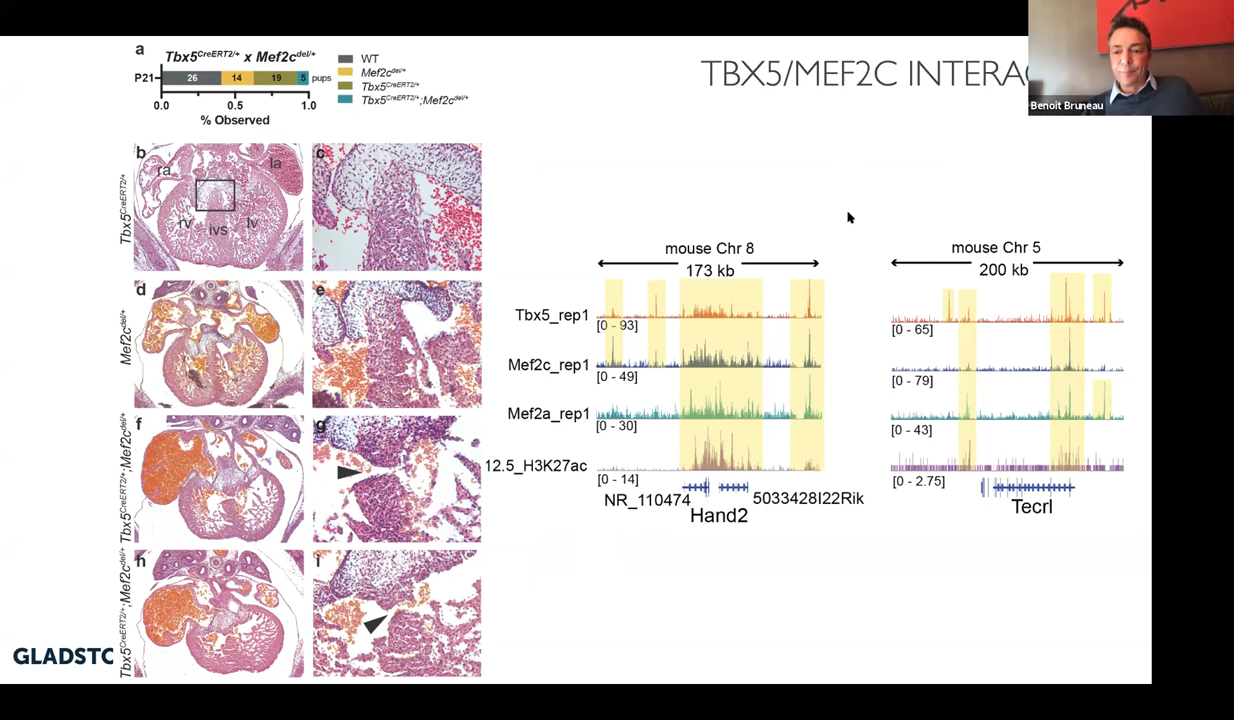 a
Tbx5CreERT2/+ x Mef2cdel/+
P21
26
14
19
5
pups
0.0
0.5
1.0
% Observed
WT
Mef2cdel/+
Tbx5CreERT2/+
Tbx5CreERT2/+;Mef2cdel/+
TBX5/MEF2C INTERAC
Benoit Bruneau
Tbx5CreERT2/+
b
ra
la
rv
ivs
lv
c
Mef2cdel/+
d
e
Tbx5CreERT2/+;Mef2cdel/+
f
g
Tbx5CreERT2/+;Mef2cdel/+
h
i
mouse Chr 8
173 kb
Tbx5_rep1
[0 - 93)
Mef2c_rep1
[0 - 49]
Mef2a_rep1
[0 - 30]
12.5_H3K27ac
[0 - 14]
NR_110474
5033428I22Rik
Hand2
mouse Chr 5
200 kb
[0 - 65]
[0 - 79]
[0 - 43]
[0 - 2.75]
Tecrl
GLADSTC